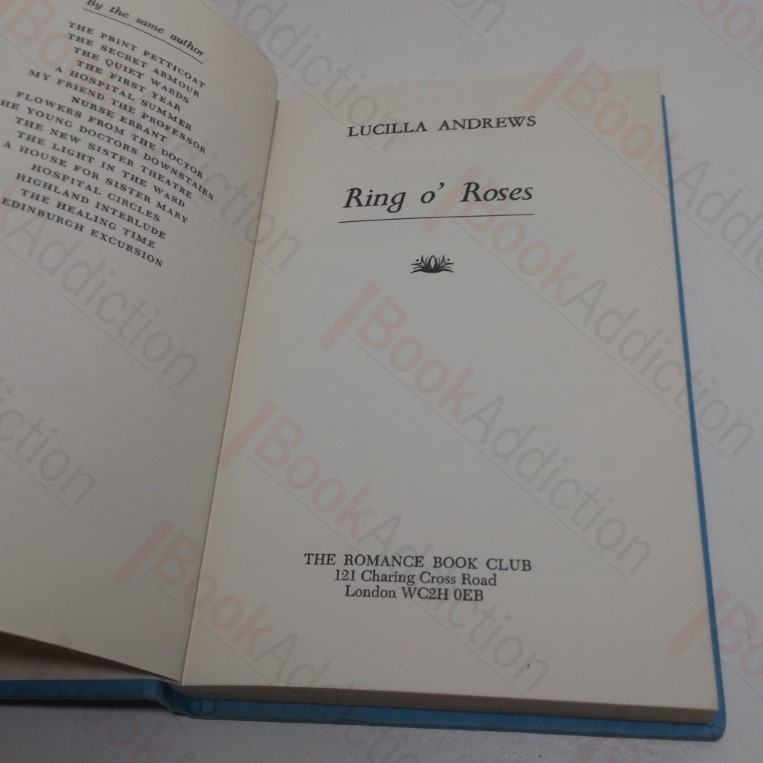 By the same author
THE PRINT PETTICOAT
THE SECRET ARMOUR
THE QUIET WARDS
THE FIRST YEAR
A HOSPITAL SUMMER
MY FRIEND THE PROFESSOR
NURSE ERRANT
FLOWERS FROM THE DOCTOR
HE YOUNG DOCTORS DOWNSTAIRS
THE NEW SISTER THEATRE
THE LIGHT IN THE WARD
A HOUSE FOR SISTER MARY
HOSPITAL CIRCLES
HIGHLAND INTERLUDE
THE HEALING TIME
EDINBURGH EXCURSION
LUCILLA ANDREWS
Ring o' Roses
THE ROMANCE BOOK CLUB
121 Charing Cross Road
London WC2H 0EB
BookAddiction